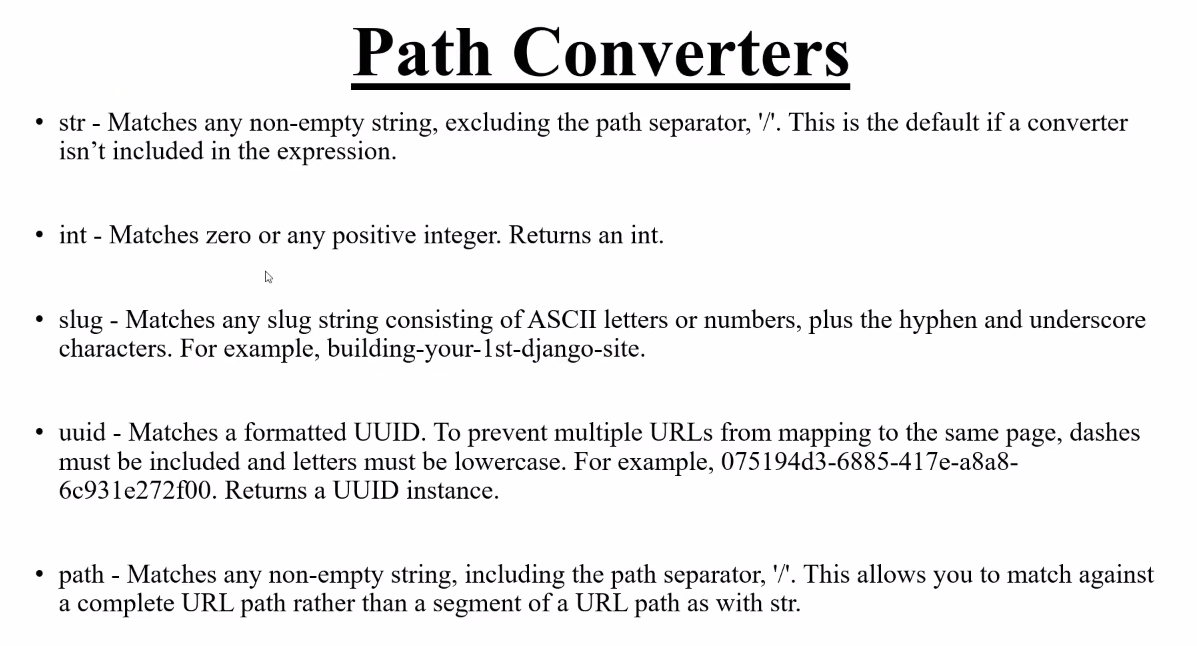 Path Converters
• str - Matches any non-empty string, excluding the path separator, '/'. This is the default if a converter
isn’t included in the expression.
• int - Matches zero or any positive integer. Returns an int.
• slug - Matches any slug string consisting of ASCII letters or numbers, plus the hyphen and underscore
characters. For example, building-your-1st-django-site.
• uuid - Matches a formatted UUID. To prevent multiple URLs from mapping to the same page, dashes
must be included and letters must be lowercase. For example, 075194d3-6885-417e-a8a8-
6c931e272f00. Returns a UUID instance.
• path - Matches any non-empty string, including the path separator, '/'. This allows you to match against
a complete URL path rather than a segment of a URL path as with str.